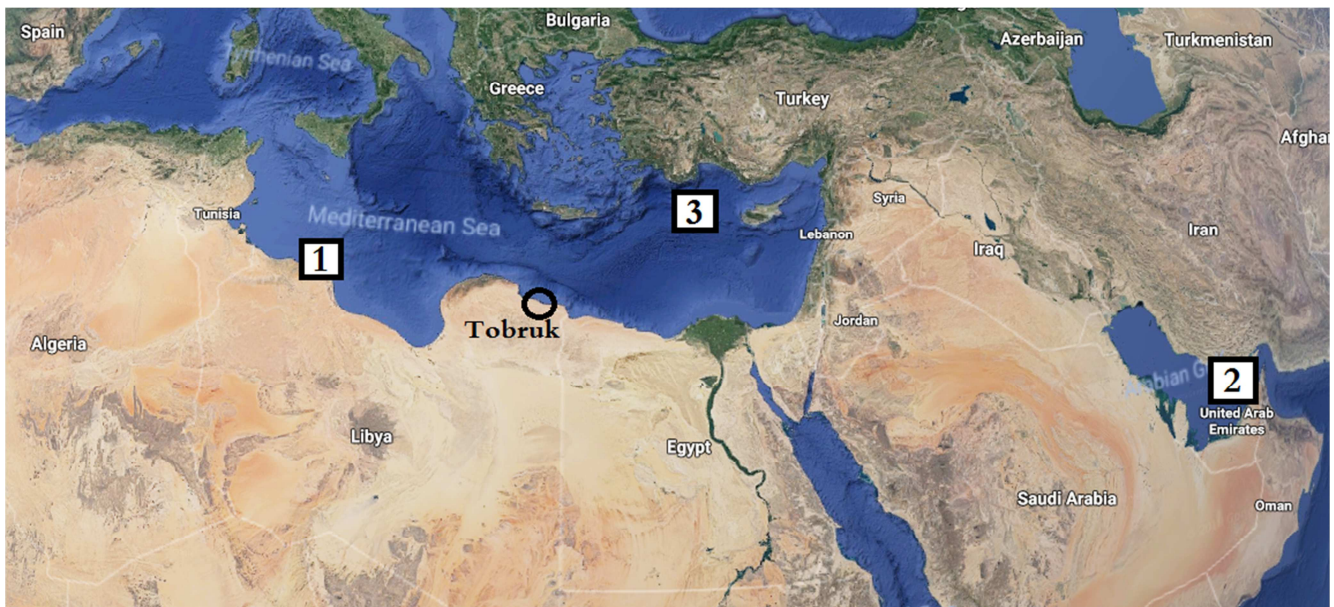 Spain
Bulgaria
Azerbaijan
Turkmenistan
Tyrrhenian Sea
Greece
Turkey
Afghan
Tunisia
Mediterranean Sea
3
Syria
Lebanon
Iraq
Iran
1
Tobruk
Jordan
Algeria
Arbian G
2
United Arab
Emirates
Libya
Egypt
Saudi Arabia
Oman